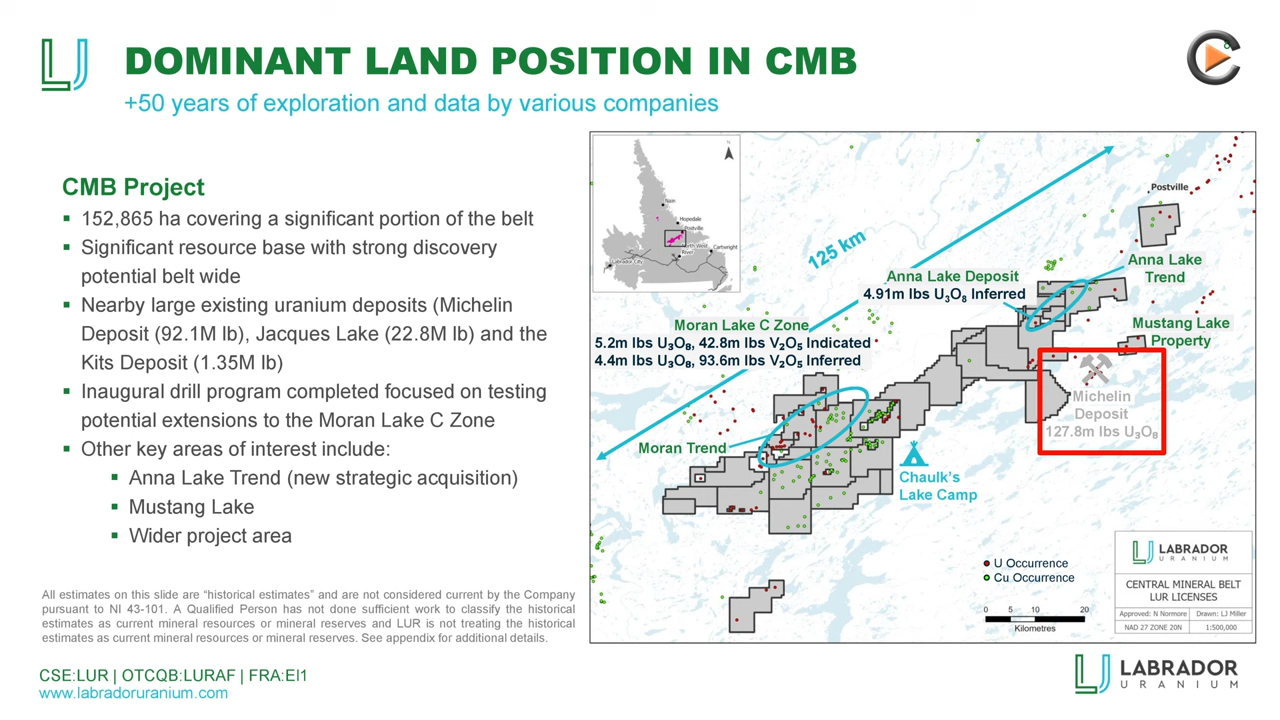 DOMINANT LAND POSITION IN CMB
+50 years of exploration and data by various companies
CMB Project
▪ 152,865 ha covering a significant portion of the belt
▪ Significant resource base with strong discovery
potential belt wide
▪ Nearby large existing uranium deposits (Michelin
Deposit (92.1M lb), Jacques Lake (22.8M lb) and the
Kits Deposit (1.35M lb)
▪ Inaugural drill program completed focused on testing
potential extensions to the Moran Lake C Zone
▪ Other key areas of interest include:
▪ Anna Lake Trend (new strategic acquisition)
▪ Mustang Lake
▪ Wider project area
All estimates on this slide are “historical estimates” and are not considered current by the Company
pursuant to NI 43-101. A Qualified Person has not done sufficient work to classify the historical
estimates as current mineral resources or mineral reserves and LUR is not treating the historical
estimates as current mineral resources or mineral reserves. See appendix for additional details.
CSE:LUR | OTCQB:LURAF | FRA:EI1
www.labradoruranium.com
Nain
Hopedale
Postville
North West
River
Cartwright
Labrador City
125 km
Postville
Anna Lake
Trend
Anna Lake Deposit
4.91m lbs U₃O₈ Inferred
Mustang Lake
Property
Moran Lake C Zone
5.2m lbs U₃O₈, 42.8m lbs V₂O₅ Indicated
4.4m lbs U₃O₈, 93.6m lbs V₂O₅ Inferred
Michelin
Deposit
127.8m lbs U₃O₈
Moran Trend
Chaulk's
Lake Camp
U Occurrence
Cu Occurrence
0 5 10 20
Kilometres
LABRADOR
URANIUM
CENTRAL MINERAL BELT
LUR LICENSES
Approved: N Normore Drawn: LJ Miller
NAD 27 ZONE 20N 1:500,000
LABRADOR
URANIUM